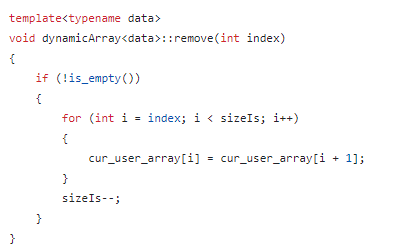 template<typename data>
void dynamicArray<data>::remove(int index)
{
    if (!is_empty())
    {
        for (int i = index; i < sizeIs; i++)
        {
            cur_user_array[i] = cur_user_array[i + 1];
        }
        sizeIs--;
    }
}